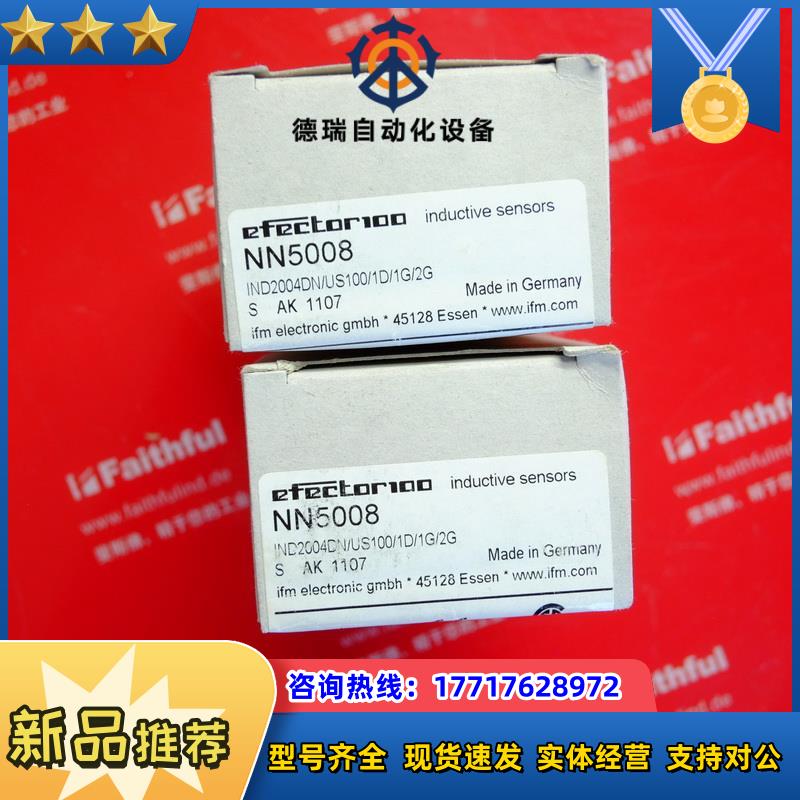 德瑞自动化设备
efector100 inductive sensors
NN5008
IND2004DN/US100/1D/1G/2G
S AK 1107 Made in Germany
ifm electronic gmbh * 45128 Essen * www.ifm.com
Faithful
Faithful
efector100 inductive sensors
NN5008
IND2004DN/US100/1D/1G/2G
S AK 1107 Made in Germany
ifm electronic gmbh * 45128 Essen * www.ifm.com
咨询热线：17717628972
新品推荐
型号齐全 现货速发 实体经营 支持对公